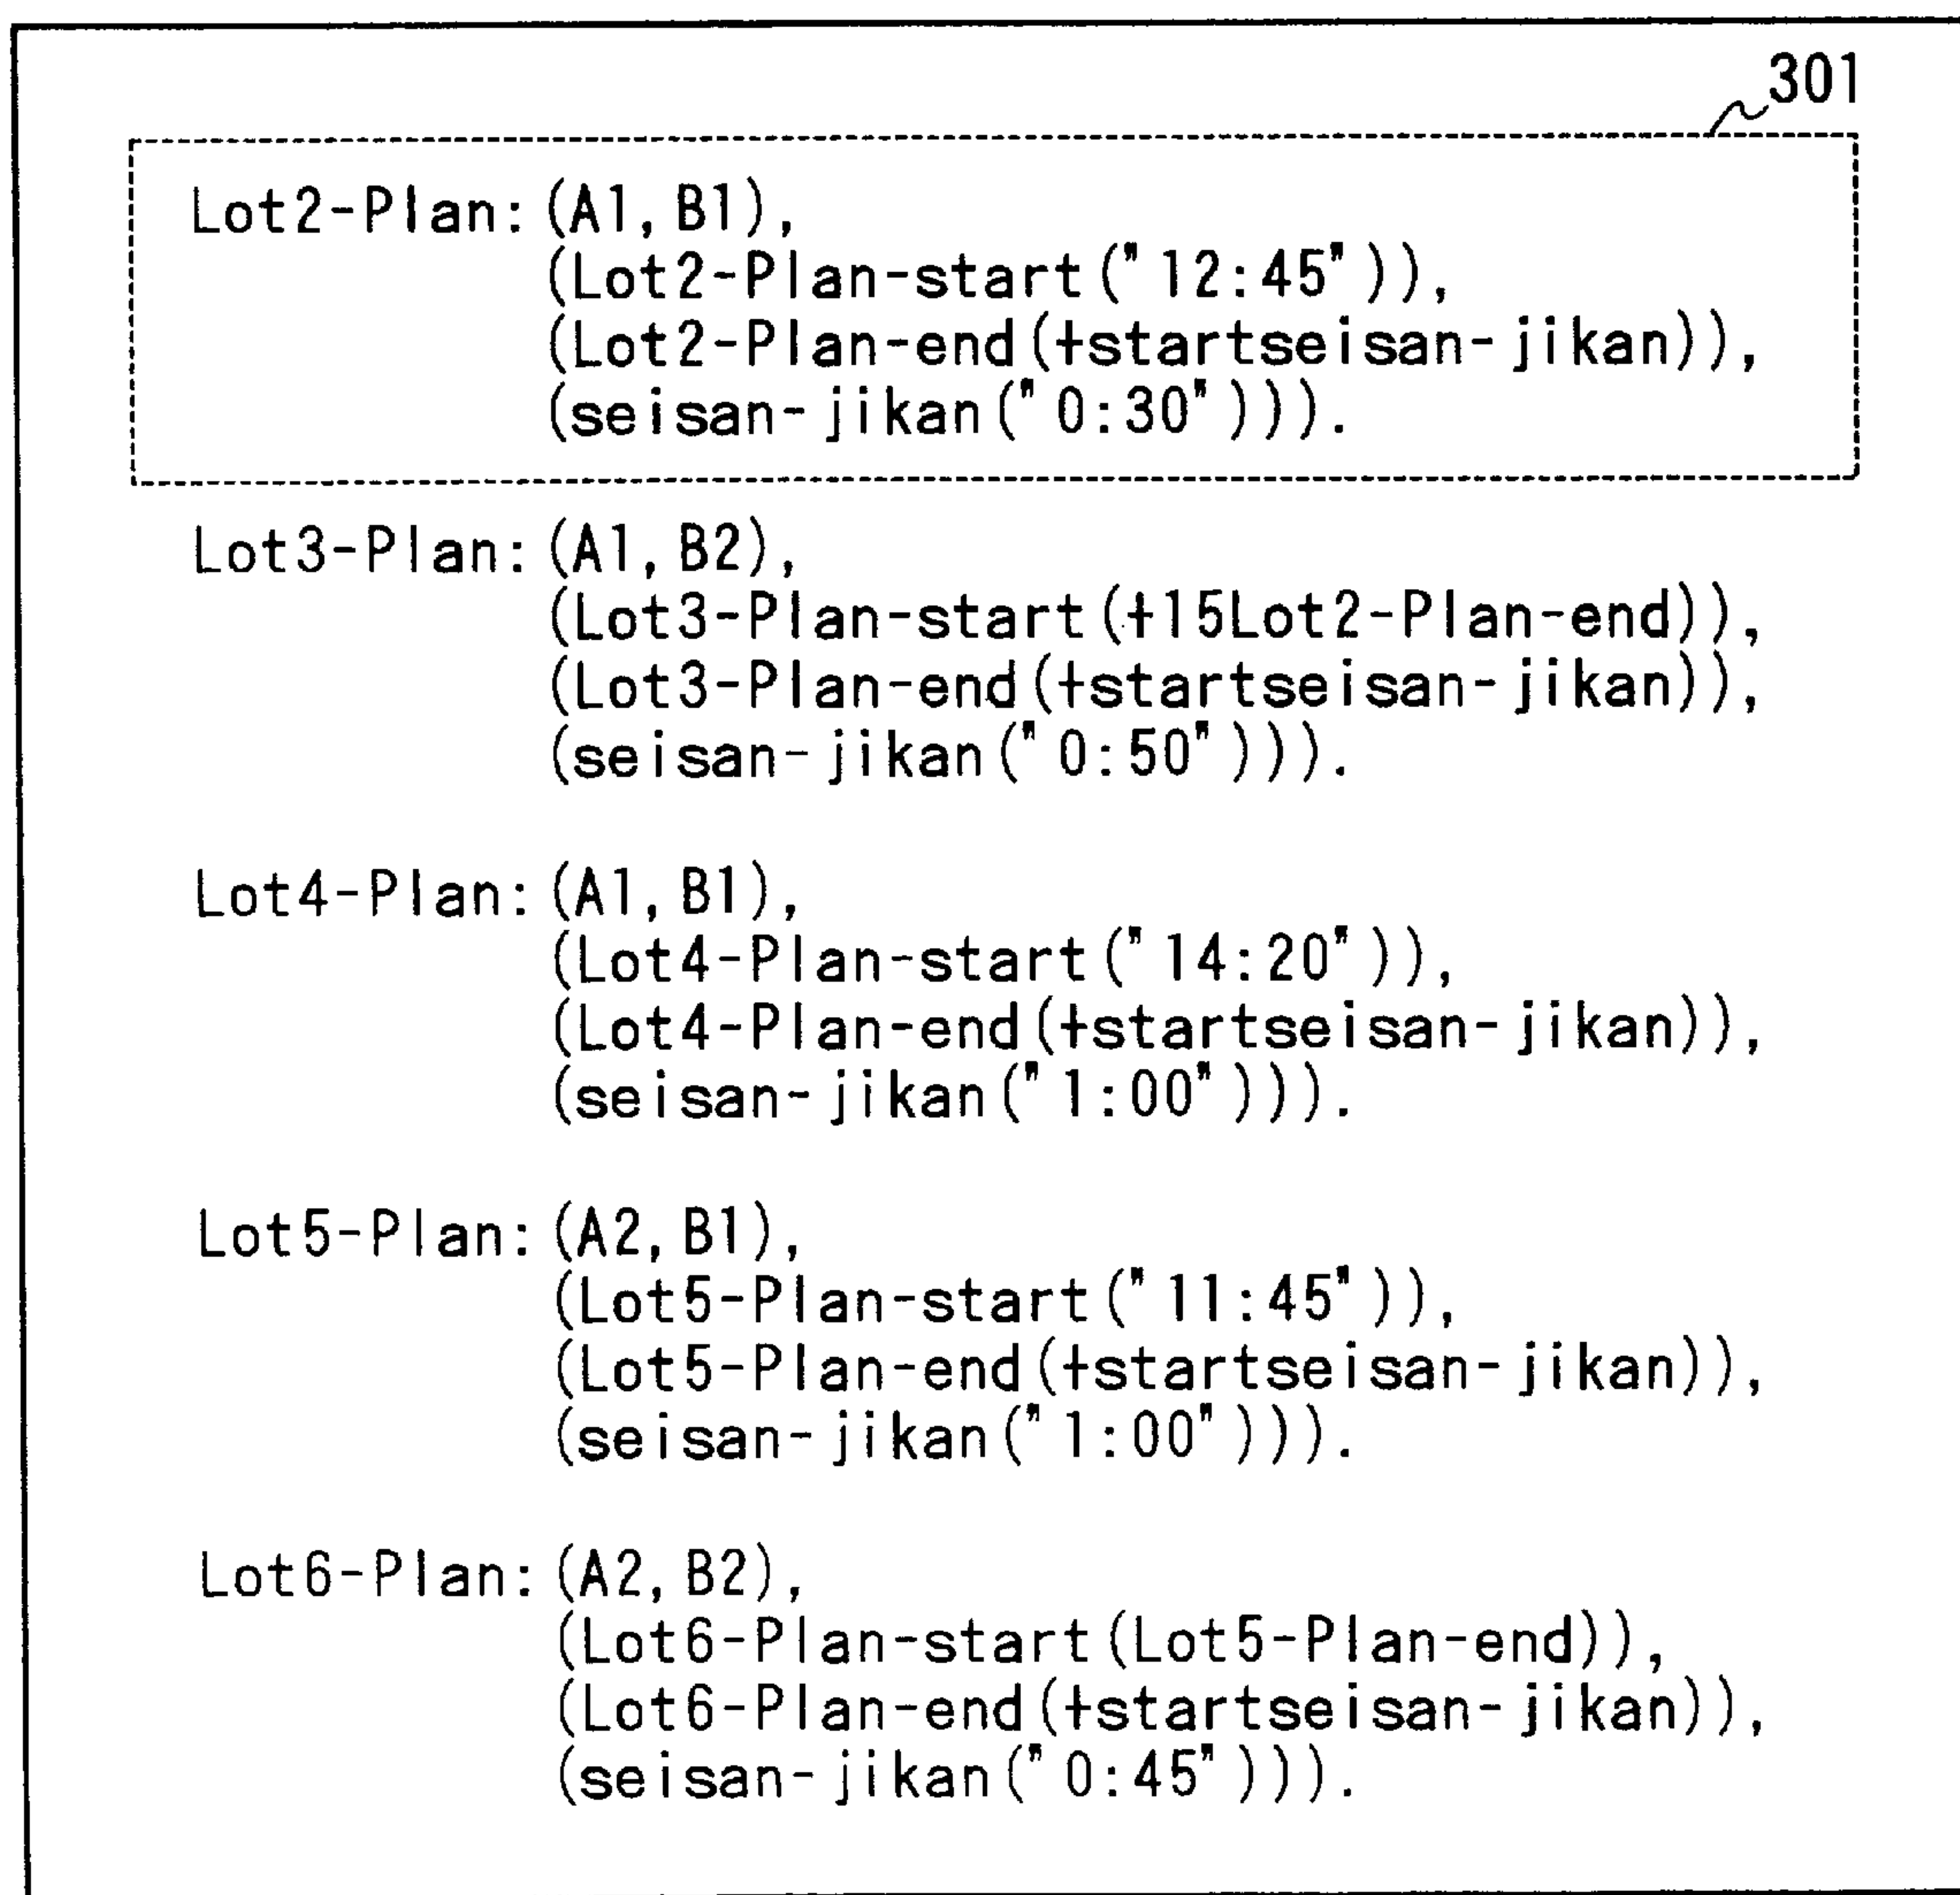 301
Lot2-Plan:(A1,B1),
(Lot2-Plan-start("12:45")),
(Lot2-Plan-end(+startseisan-jikan)),
(seisan-jikan("0:30"))).
Lot3-Plan:(A1,B2),
(Lot3-Plan-start(+15Lot2-Plan-end)),
(Lot3-Plan-end(+startseisan-jikan)),
(seisan-jikan("0:50"))).
Lot4-Plan:(A1,B1),
(Lot4-Plan-start("14:20")),
(Lot4-Plan-end(+startseisan-jikan)),
(seisan-jikan("1:00"))).
Lot5-Plan:(A2,B1),
(Lot5-Plan-start("11:45")),
(Lot5-Plan-end(+startseisan-jikan)),
(seisan-jikan("1:00"))).
Lot6-Plan:(A2,B2),
(Lot6-Plan-start(Lot5-Plan-end)),
(Lot6-Plan-end(+startseisan-jikan)),
(seisan-jikan("0:45"))).